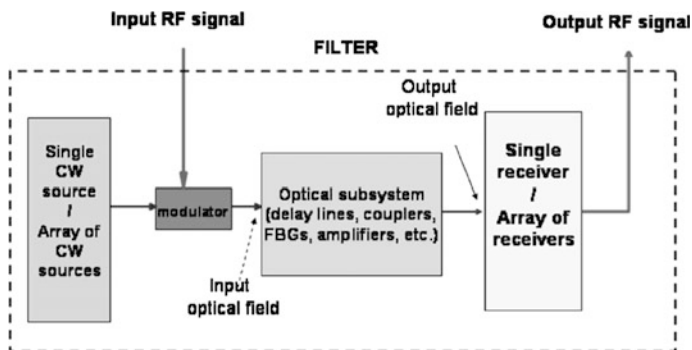 Input RF signal
Output RF signal
FILTER
Output
optical field
Single
CW
source
/
Array of
CW
sources
modulator
Optical subsystem
(delay lines, couplers,
FBGs, amplifiers, etc.)
Single
receiver
/
Array of
receivers
Input
optical field